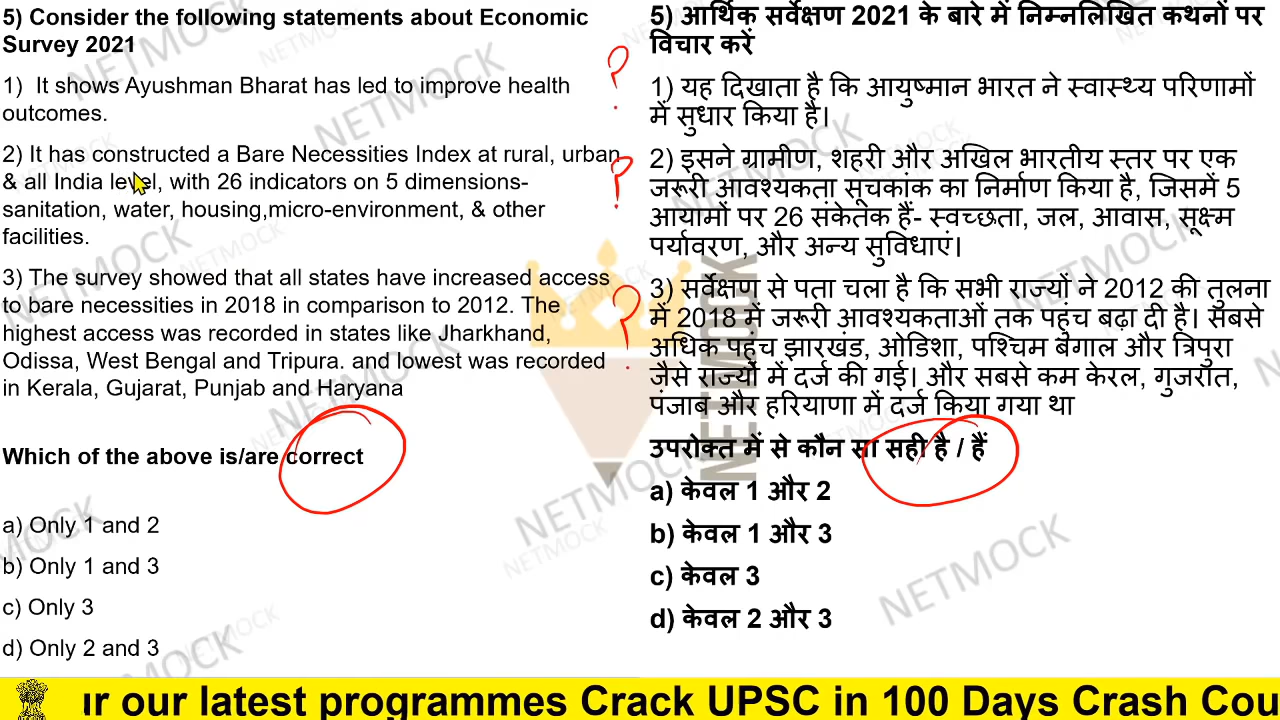 5) Consider the following statements about Economic
Survey 2021
1) It shows Ayushman Bharat has led to improve health
outcomes.
2) It has constructed a Bare Necessities Index at rural, urban
& all India level, with 26 indicators on 5 dimensions-
sanitation, water, housing,micro-environment, & other
facilities.
3) The survey showed that all states have increased access
to bare necessities in 2018 in comparison to 2012. The
highest access was recorded in states like Jharkhand,
Odissa, West Bengal and Tripura. and lowest was recorded
in Kerala, Gujarat, Punjab and Haryana
Which of the above is/are correct
a) Only 1 and 2
b) Only 1 and 3
c) Only 3
d) Only 2 and 3
5) आर्थिक सर्वेक्षण 2021 के बारे में निम्नलिखित कथनों पर
विचार करें
1) यह दिखाता है कि आयुष्मान भारत ने स्वास्थ्य परिणामों
में सुधार किया है।
2) इसने ग्रामीण, शहरी और अखिल भारतीय स्तर पर एक
जरूरी आवश्यकता सूचकांक का निर्माण किया है, जिसमें 5
आयामों पर 26 संकेतक हैं- स्वच्छता, जल, आवास, सूक्ष्म
पर्यावरण, और अन्य सुविधाएं।
3) सर्वेक्षण से पता चला है कि सभी राज्यों ने 2012 की तुलना
में 2018 में जरूरी आवश्यकताओं तक पहुंच बढ़ा दी है। सबसे
अधिक पहुंच झारखंड, ओडिशा, पश्चिम बंगाल और त्रिपुरा
जैसे राज्यों में दर्ज की गई। और सबसे कम केरल, गुजरात,
पंजाब और हरियाणा में दर्ज किया गया था
उपरोक्त में से कौन सा सही है / हैं
a) केवल 1 और 2
b) केवल 1 और 3
c) केवल 3
d) केवल 2 और 3
?
?
?
NETMOCK
ır our latest programmes Crack UPSC in 100 Days Crash Cou